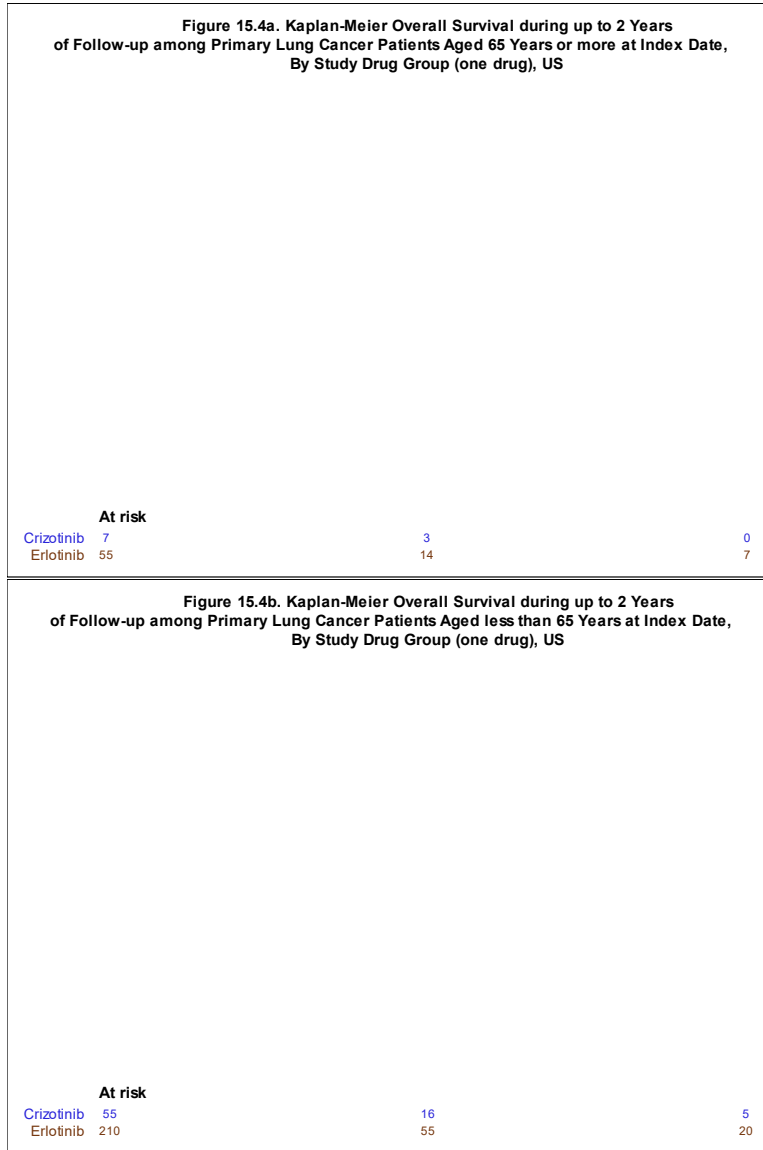 Figure 15.4a. Kaplan-Meier Overall Survival during up to 2 Years
of Follow-up among Primary Lung Cancer Patients Aged 65 Years or more at Index Date,
By Study Drug Group (one drug), US
At risk
Crizotinib 7 3 0
Erlotinib 55 14 7
Figure 15.4b. Kaplan-Meier Overall Survival during up to 2 Years
of Follow-up among Primary Lung Cancer Patients Aged less than 65 Years at Index Date,
By Study Drug Group (one drug), US
At risk
Crizotinib 55 16 5
Erlotinib 210 55 20